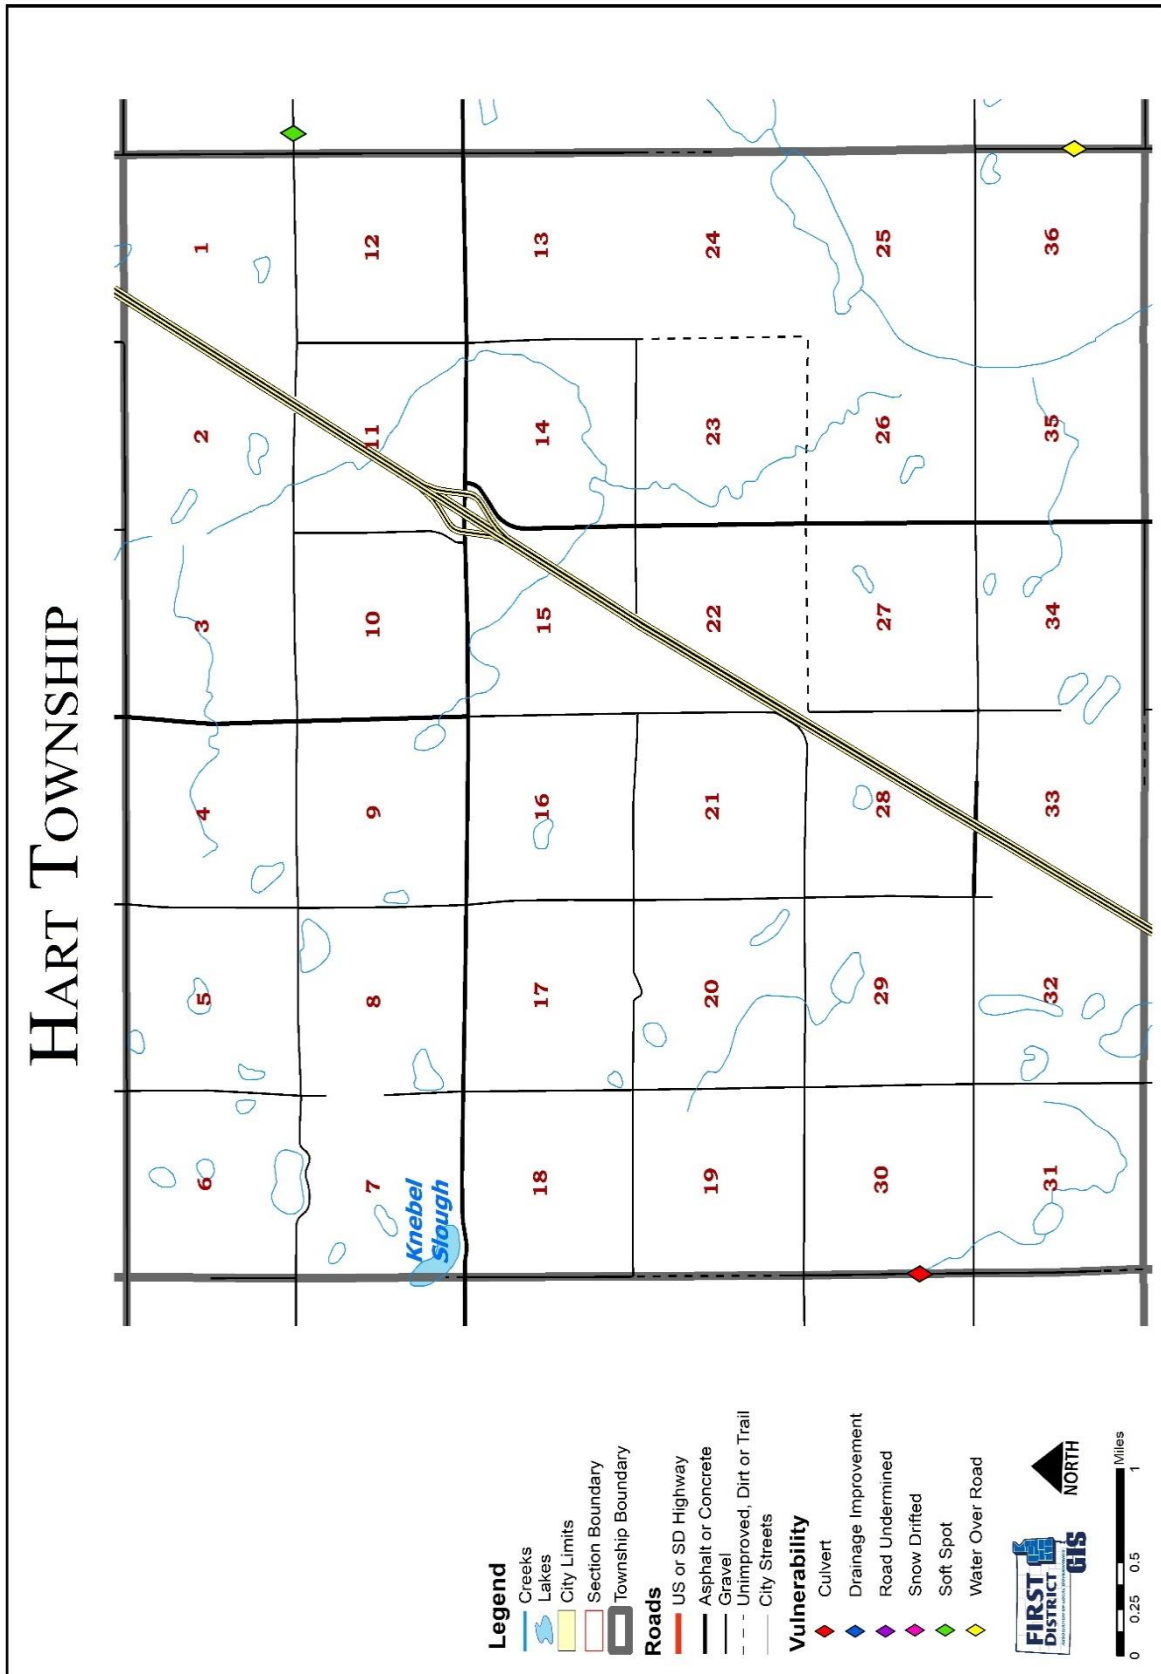 HART TOWNSHIP
6
5
4
3
2
1
7
8
9
10
11
12
Knebel
Slough
18
17
16
15
14
13
19
20
21
22
23
24
30
29
28
27
26
25
31
32
33
34
35
36
Legend
Creeks
Lakes
City Limits
Section Boundary
Township Boundary
Roads
US or SD Highway
Asphalt or Concrete
Gravel
Unimproved, Dirt or Trail
City Streets
Vulnerability
Culvert
Drainage Improvement
Road Undermined
Snow Drifted
Soft Spot
Water Over Road
FIRST
DISTRICT
GIS
NORTH
0 0.25 0.5 1
Miles